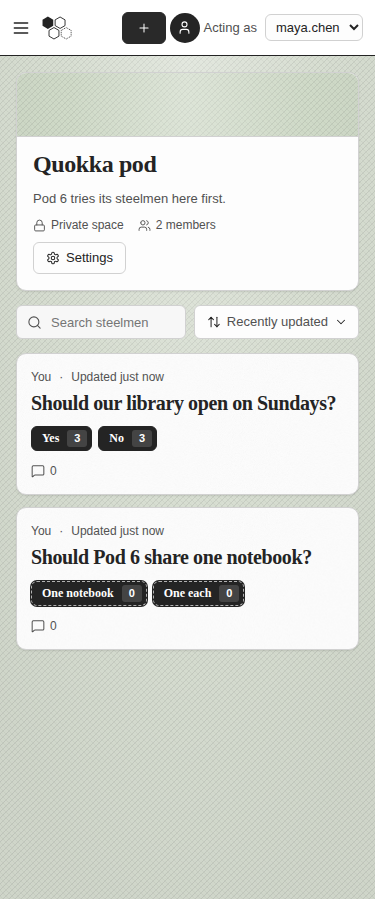 Acting as maya.chen
Quokka pod
Pod 6 tries its steelmen here first.
Private space 2 members
Settings
Search steelmen Recently updated
You · Updated just now
Should our library open on Sundays?
Yes 3 No 3
0
You · Updated just now
Should Pod 6 share one notebook?
One notebook 0 One each 0
0